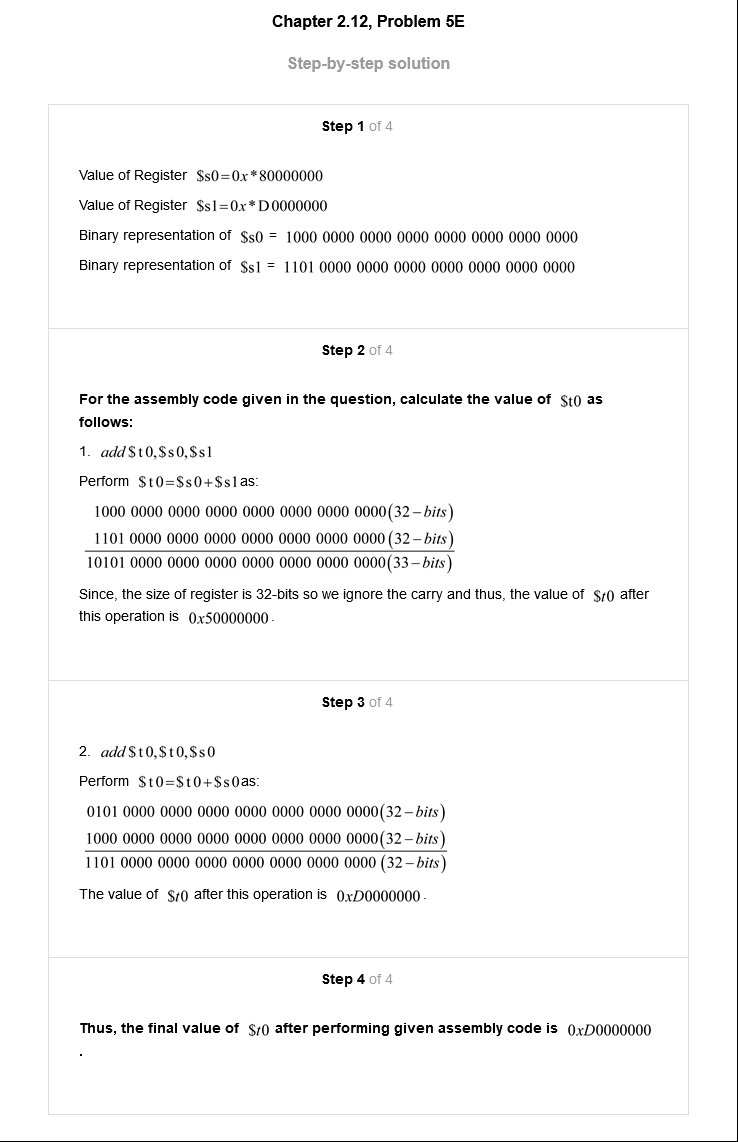 Chapter 2.12, Problem 5E
Step-by-step solution
Step 1 of 4
Value of Register $s0=0x*80000000
Value of Register $s1=0x*D0000000
Binary representation of $s0 = 1000 0000 0000 0000 0000 0000 0000 0000
Binary representation of $s1 = 1101 0000 0000 0000 0000 0000 0000 0000
Step 2 of 4
For the assembly code given in the question, calculate the value of $t0 as
follows:
1. add$t0,$s0,$s1
Perform $t0=$s0+$s1as:
1000 0000 0000 0000 0000 0000 0000 0000(32-bits)
1101 0000 0000 0000 0000 0000 0000 0000(32-bits)
10101 0000 0000 0000 0000 0000 0000 0000(33-bits)
Since, the size of register is 32-bits so we ignore the carry and thus, the value of $t0 after
this operation is 0x50000000.
Step 3 of 4
2. add$t0,$t0,$s0
Perform $t0=$t0+$s0as:
0101 0000 0000 0000 0000 0000 0000 0000(32-bits)
1000 0000 0000 0000 0000 0000 0000 0000(32-bits)
1101 0000 0000 0000 0000 0000 0000 0000 (32-bits)
The value of $t0 after this operation is 0xD0000000.
Step 4 of 4
Thus, the final value of $t0 after performing given assembly code is 0xD0000000
.